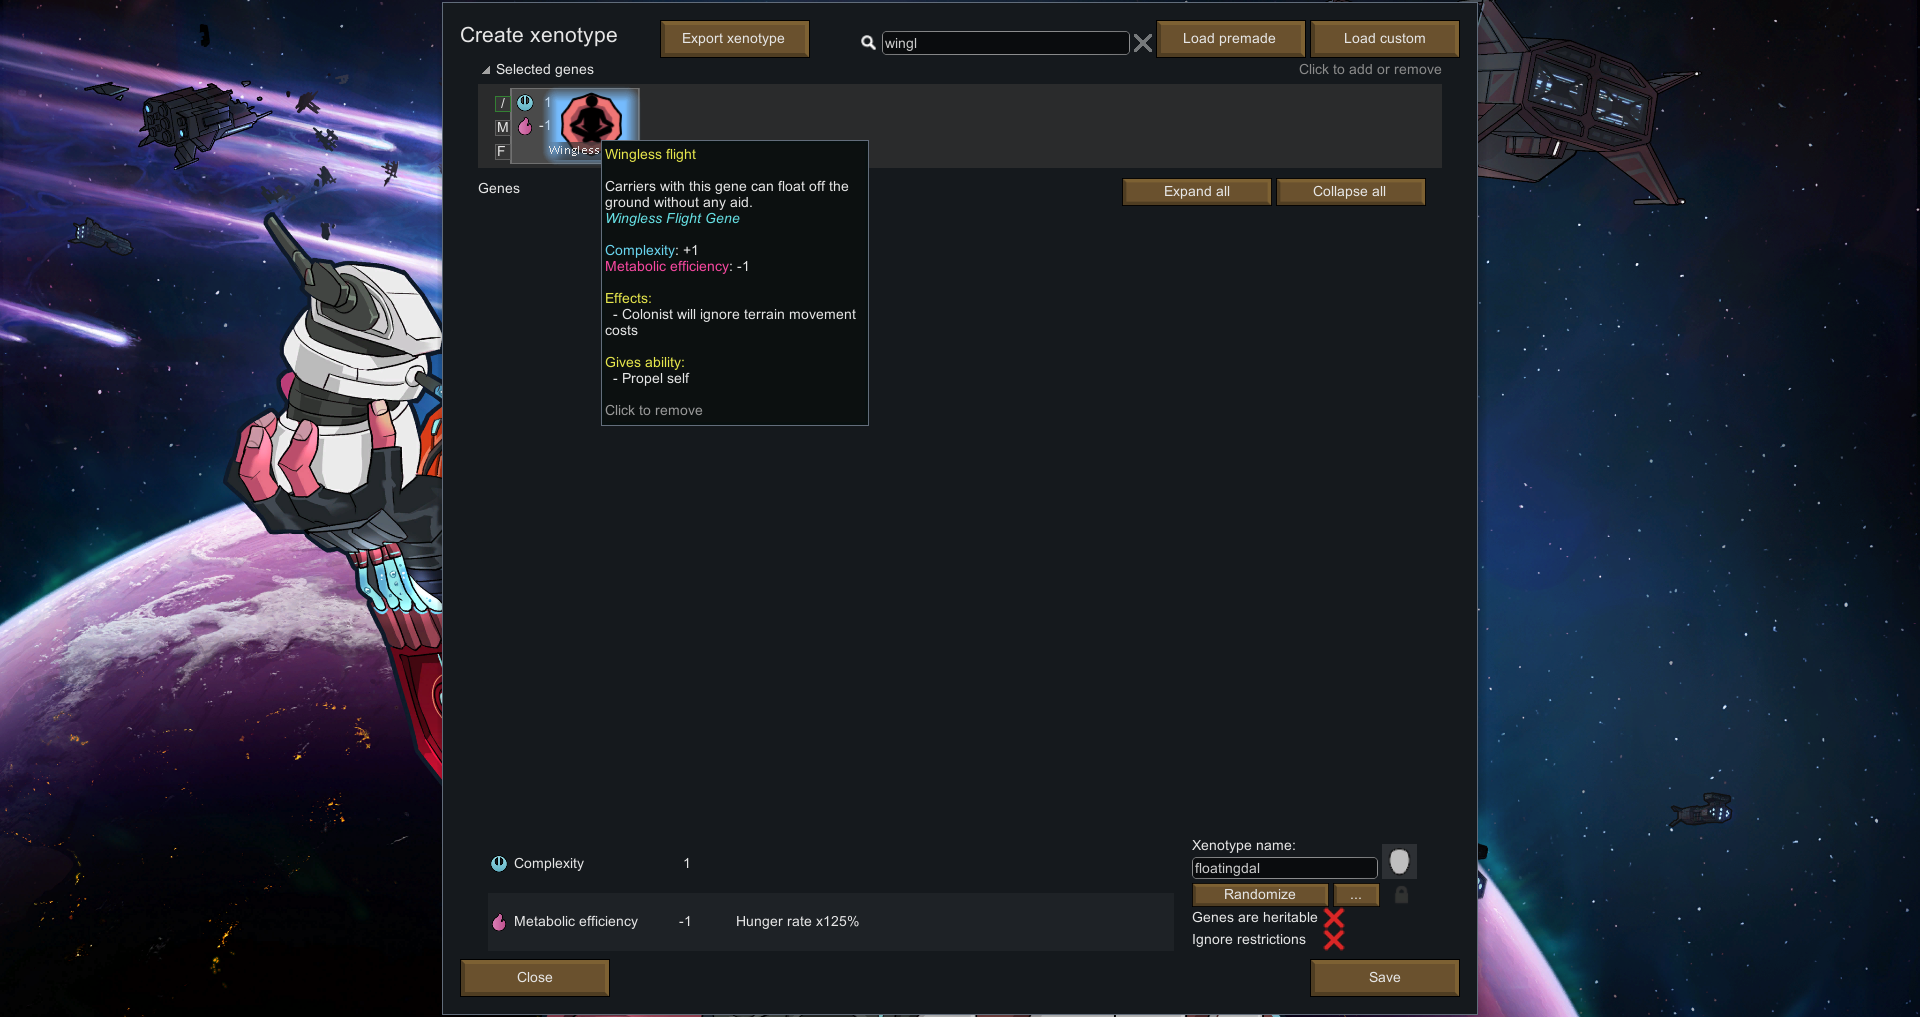 Create xenotype
Export xenotype
wingl
Load premade
Load custom
Selected genes
Click to add or remove
/
1
M
-1
F
Wingless
Wingless flight
Carriers with this gene can float off the
ground without any aid.
Wingless Flight Gene
Complexity: +1
Metabolic efficiency: -1
Effects:
- Colonist will ignore terrain movement
costs
Gives ability:
- Propel self
Click to remove
Genes
Expand all
Collapse all
Complexity
1
Metabolic efficiency
-1
Hunger rate x125%
Xenotype name:
floatingdal
Randomize
...
Genes are heritable
Ignore restrictions
Close
Save